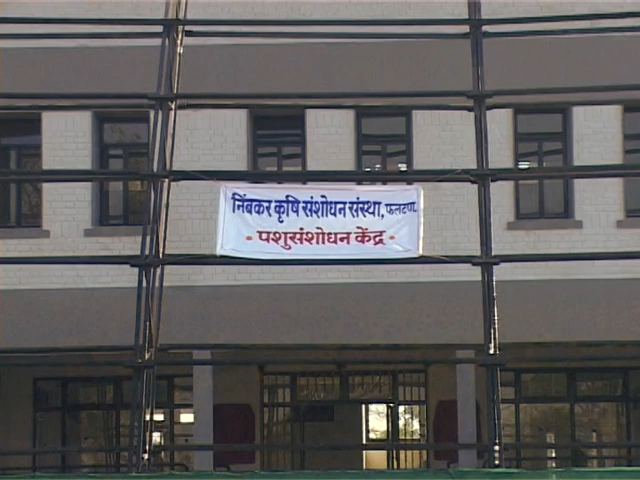 निंबकर कृषि संशोधन संस्था, फलटण.
• पशुसंशोधन केंद्र •